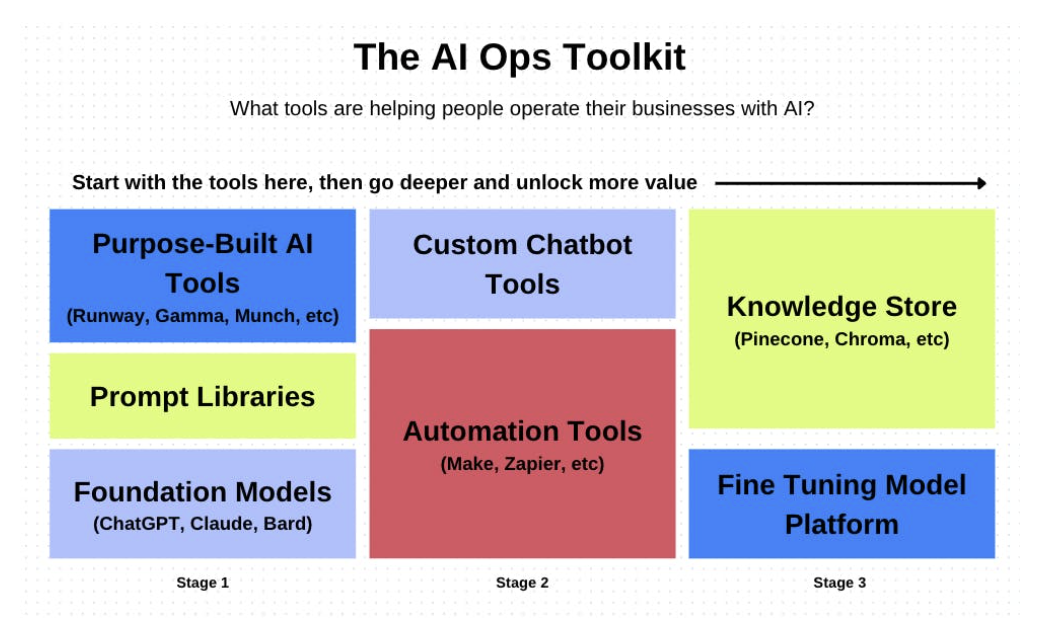 The AI Ops Toolkit
What tools are helping people operate their businesses with AI?
Start with the tools here, then go deeper and unlock more value
Purpose-Built AI
Tools
(Runway, Gamma, Munch, etc)
Prompt Libraries
Foundation Models
(ChatGPT, Claude, Bard)
Stage 1
Custom Chatbot
Tools
Automation Tools
(Make, Zapier, etc)
Stage 2
Knowledge Store
(Pinecone, Chroma, etc)
Fine Tuning Model
Platform
Stage 3